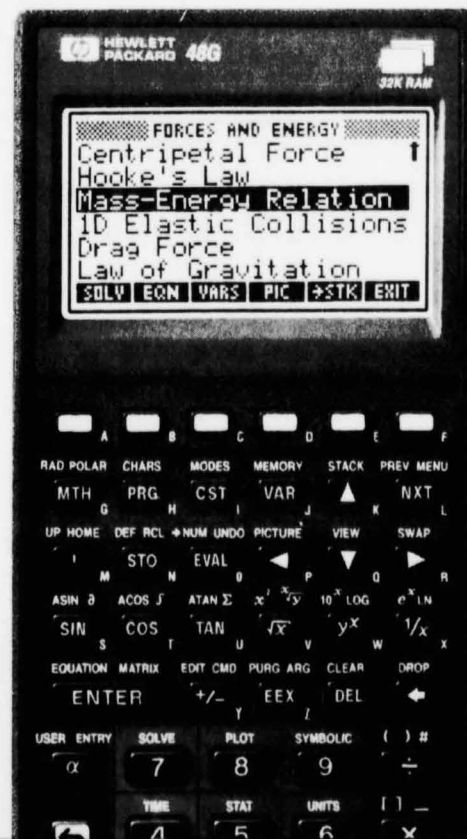 hp HEWLETT PACKARD 48G
32K RAM
FORCES AND ENERGY
Centripetal Force ↑
Hooke's Law
Mass-Energy Relation
1D Elastic Collisions
Drag Force
Law of Gravitation
SOLV EQN VARS PIC →STK EXIT
A B C D E F
RAD POLAR CHARS MODES MEMORY STACK PREV MENU
MTH G PRG H CST I VAR J ▲ K NXT L
UP HOME DEF RCL →NUM UNDO PICTURE VIEW SWAP
' M STO N EVAL O ◀ P ▼ Q ▶ R
ASIN ∂ ACOS ∫ ATAN Σ x² ˣ√y 10ˣ LOG eˣ LN
SIN S COS T TAN U √x V yˣ W 1/x X
EQUATION MATRIX EDIT CMD PURG ARG CLEAR DROP
ENTER +/- Y EEX Z DEL ←
USER ENTRY SOLVE PLOT SYMBOLIC ( ) #
α 7 8 9 ÷
TIME STAT UNITS [ ] _
4 5 6 ×